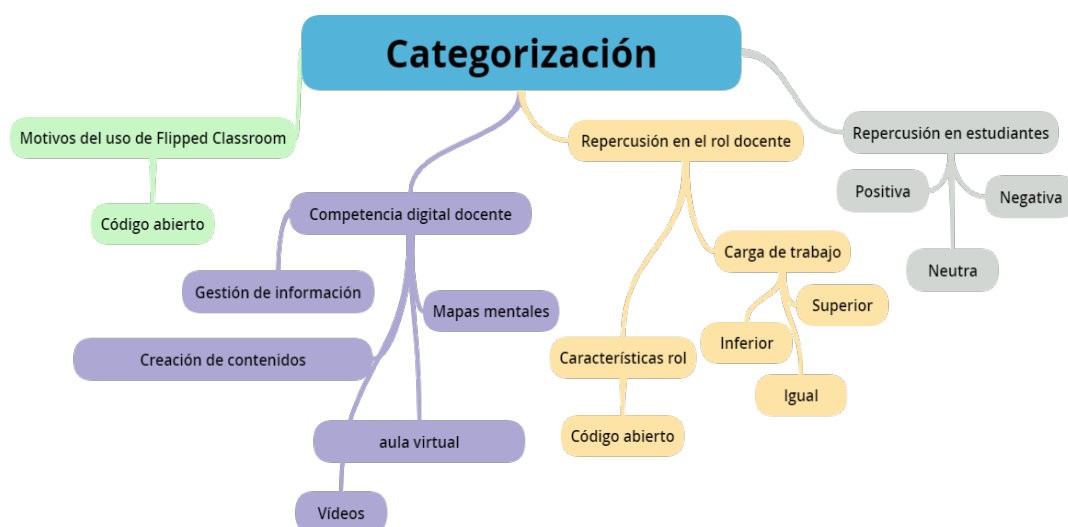 Categorización
Motivos del uso de Flipped Classroom
Código abierto
Competencia digital docente
Gestión de información
Mapas mentales
Creación de contenidos
aula virtual
Vídeos
Repercusión en el rol docente
Carga de trabajo
Superior
Inferior
Igual
Características rol
Código abierto
Repercusión en estudiantes
Positiva
Negativa
Neutra